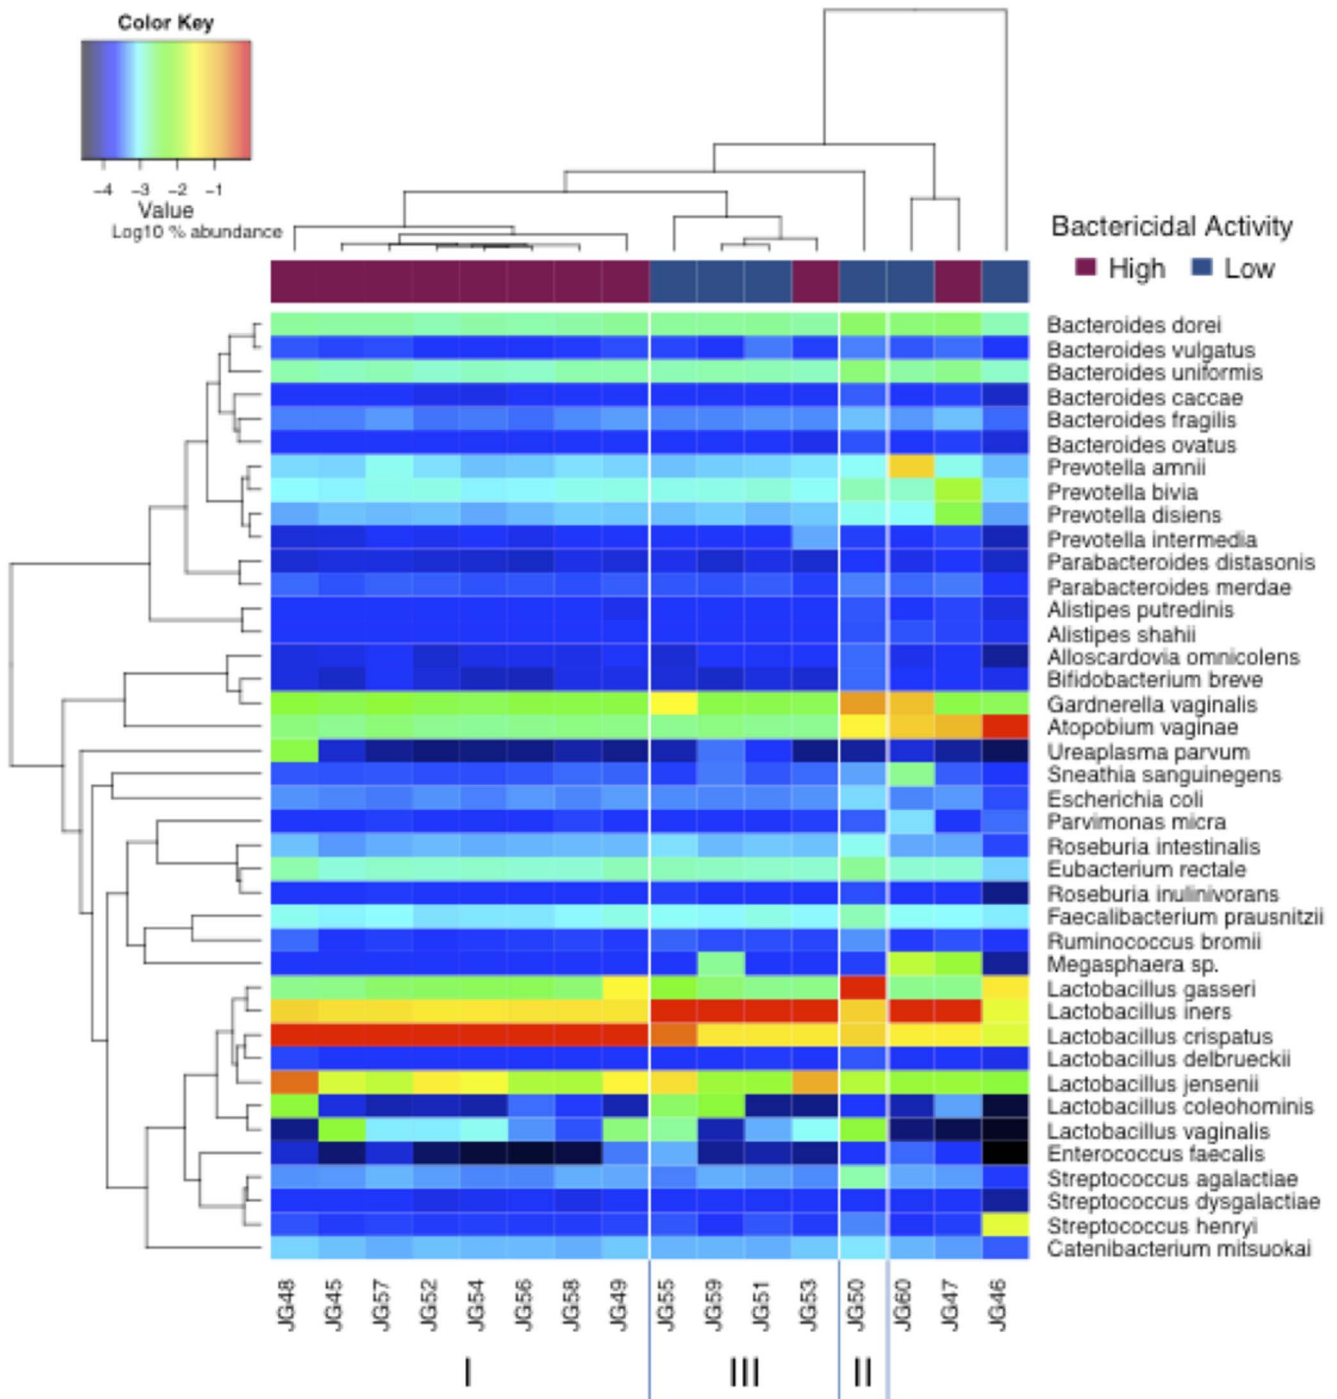 Color Key
−4 −3 −2 −1
Value
Log10 % abundance
Bactericidal Activity
High Low
Bacteroides dorei
Bacteroides vulgatus
Bacteroides uniformis
Bacteroides caccae
Bacteroides fragilis
Bacteroides ovatus
Prevotella amnii
Prevotella bivia
Prevotella disiens
Prevotella intermedia
Parabacteroides distasonis
Parabacteroides merdae
Alistipes putredinis
Alistipes shahii
Alloscardovia omnicolens
Bifidobacterium breve
Gardnerella vaginalis
Atopobium vaginae
Ureaplasma parvum
Sneathia sanguinegens
Escherichia coli
Parvimonas micra
Roseburia intestinalis
Eubacterium rectale
Roseburia inulinivorans
Faecalibacterium prausnitzii
Ruminococcus bromii
Megasphaera sp.
Lactobacillus gasseri
Lactobacillus iners
Lactobacillus crispatus
Lactobacillus delbrueckii
Lactobacillus jensenii
Lactobacillus coleohominis
Lactobacillus vaginalis
Enterococcus faecalis
Streptococcus agalactiae
Streptococcus dysgalactiae
Streptococcus henryi
Catenibacterium mitsuokai
JG48 JG45 JG57 JG52 JG54 JG56 JG58 JG49 JG55 JG59 JG51 JG53 JG50 JG60 JG47 JG46
I III II